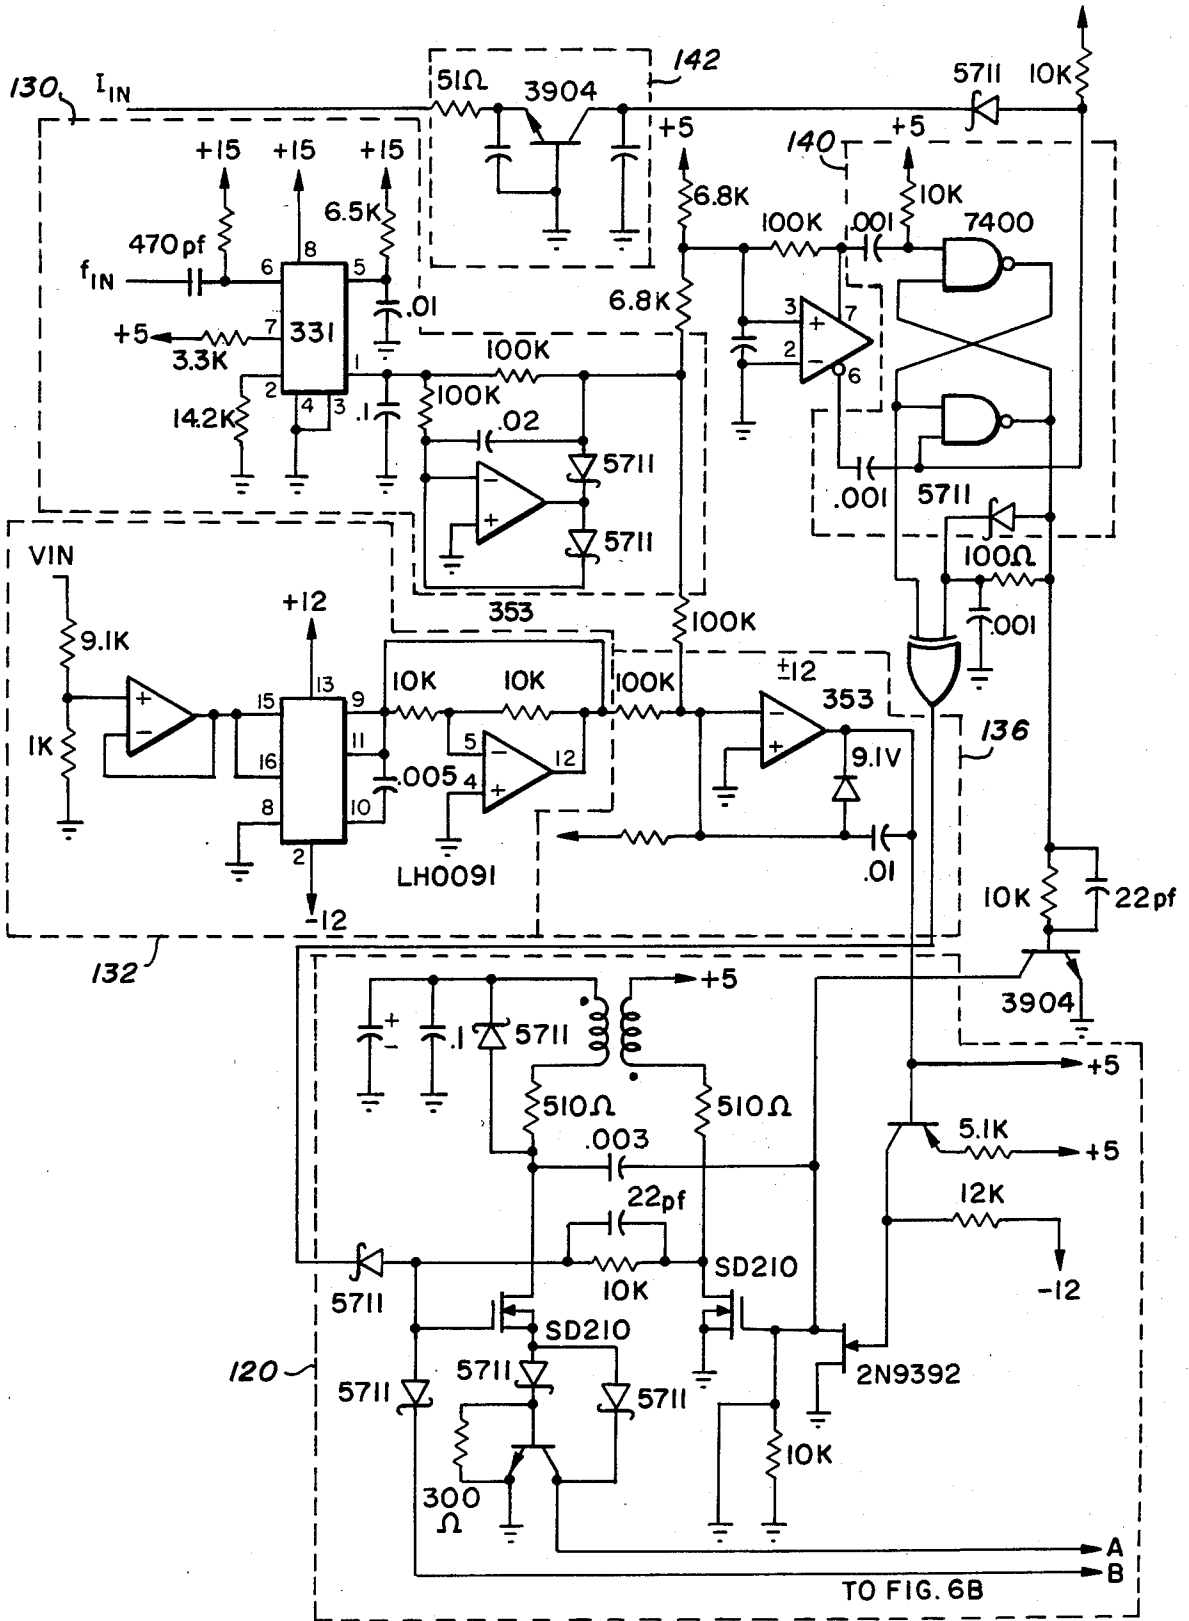 130
I IN
51Ω
3904
142
5711
10K
+15
+15
+15
6.5K
470pf
f IN
6
8
5
.01
+5
3.3K
7
331
2
1
14.2K
4
3
.1
+5
6.8K
6.8K
100K
.001
3
+
7
2
−
6
.001
140
+5
10K
7400
5711
100Ω
.001
100K
100K
.02
−
+
5711
5711
353
100K
VIN
9.1K
1K
+
−
+12
13
15
9
16
11
8
10
2
-12
10K
10K
.005
5
−
4
+
12
LH0091
132
100K
±12
353
−
+
9.1V
.01
136
10K
22pf
3904
+
-
.1
5711
+5
510Ω
510Ω
.003
22pf
10K
+5
5.1K
+5
12K
-12
5711
SD210
SD210
2N9392
120
5711
5711
5711
300
Ω
10K
A
B
TO FIG. 6B